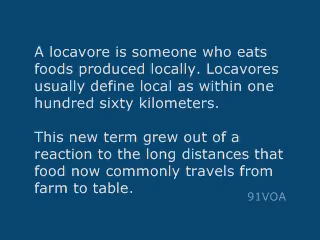 A locavore is someone who eats
foods produced locally. Locavores
usually define local as within one
hundred sixty kilometers.
This new term grew out of a
reaction to the long distances that
food now commonly travels from
farm to table.
91VOA